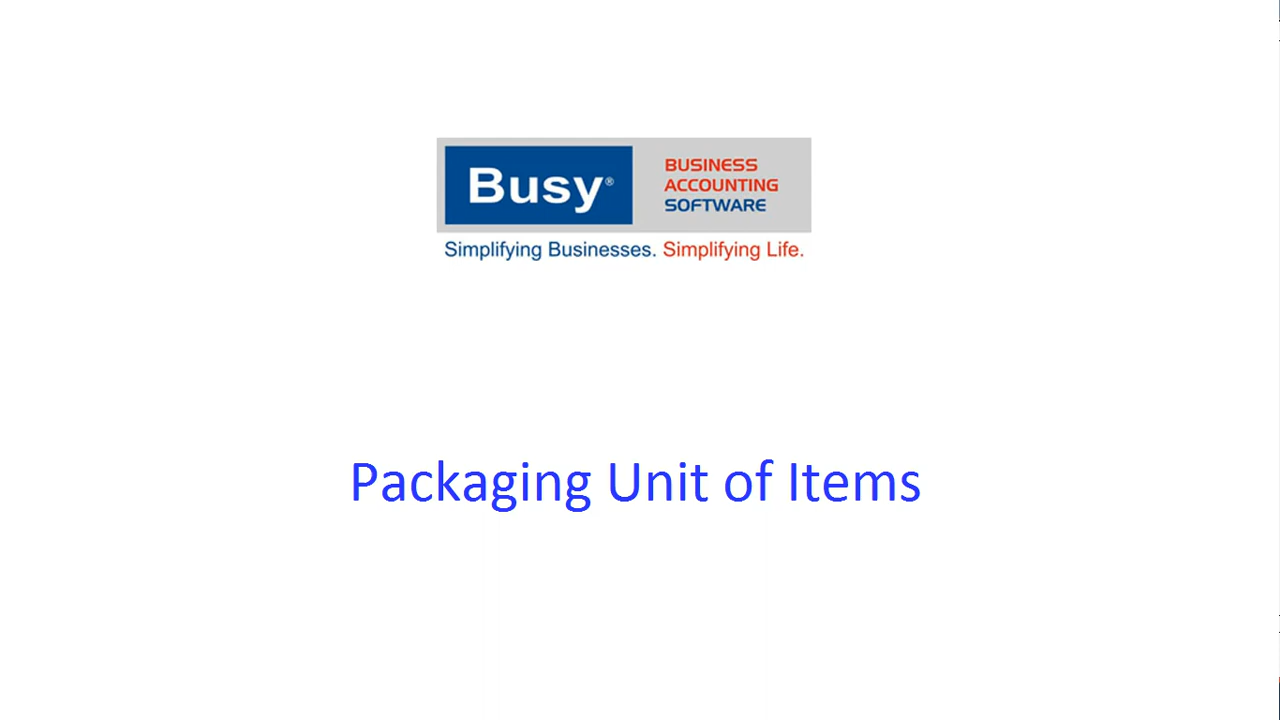 Busy®
BUSINESS
ACCOUNTING
SOFTWARE
Simplifying Businesses. Simplifying Life.
Packaging Unit of Items